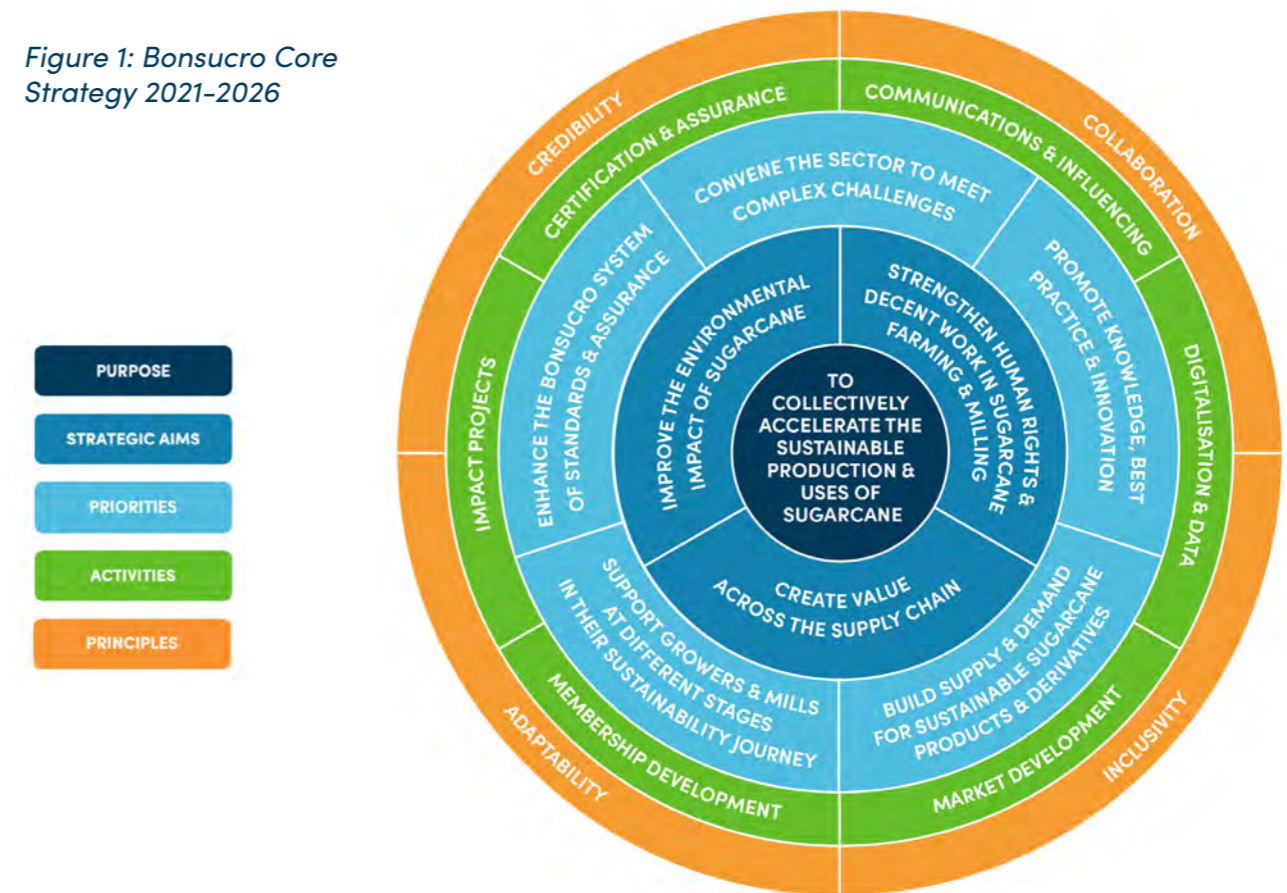 Figure 1: Bonsucro Core
Strategy 2021-2026
PURPOSE
STRATEGIC AIMS
PRIORITIES
ACTIVITIES
PRINCIPLES
CREDIBILITY
COLLABORATION
INCLUSIVITY
ADAPTABILITY
CERTIFICATION & ASSURANCE
COMMUNICATIONS & INFLUENCING
DIGITALISATION & DATA
MARKET DEVELOPMENT
MEMBERSHIP DEVELOPMENT
IMPACT PROJECTS
CONVENE THE SECTOR TO MEET
COMPLEX CHALLENGES
PROMOTE KNOWLEDGE, BEST
PRACTICE & INNOVATION
BUILD SUPPLY & DEMAND
FOR SUSTAINABLE SUGARCANE
PRODUCTS & DERIVATIVES
SUPPORT GROWERS & MILLS
AT DIFFERENT STAGES
IN THEIR SUSTAINABILITY JOURNEY
ENHANCE THE BONSUCRO SYSTEM
OF STANDARDS & ASSURANCE
IMPROVE THE ENVIRONMENTAL
IMPACT OF SUGARCANE
STRENGTHEN HUMAN RIGHTS &
DECENT WORK IN SUGARCANE
FARMING & MILLING
CREATE VALUE
ACROSS THE SUPPLY CHAIN
TO
COLLECTIVELY
ACCELERATE THE
SUSTAINABLE
PRODUCTION &
USES OF
SUGARCANE